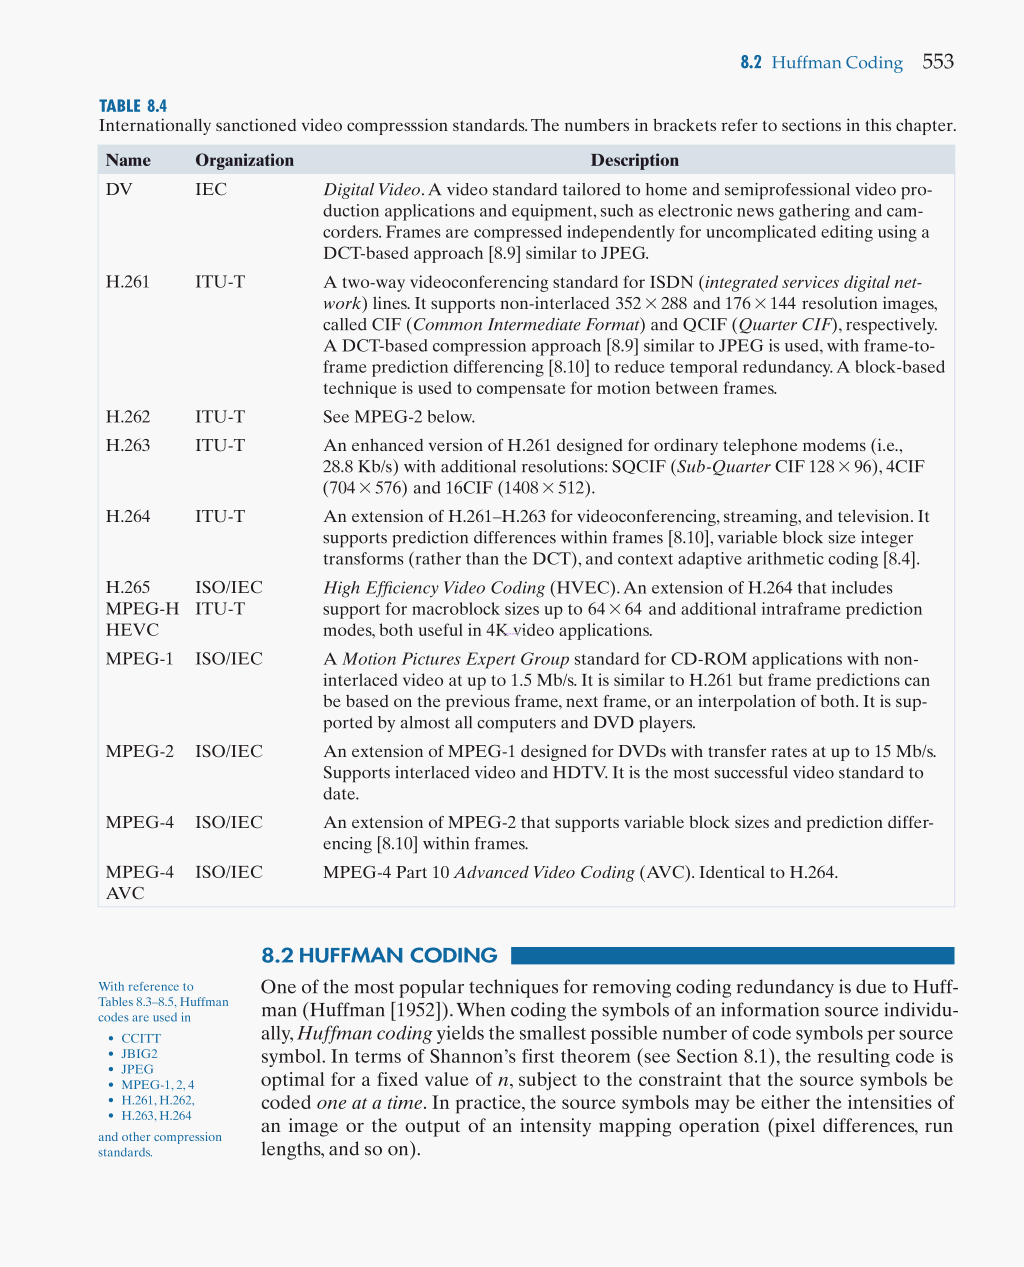 8.2 Huffman Coding 553
TABLE 8.4
Internationally sanctioned video compresssion standards. The numbers in brackets refer to sections in this chapter.
Name Organization Description
DV IEC Digital Video. A video standard tailored to home and semiprofessional video pro-
duction applications and equipment, such as electronic news gathering and cam-
corders. Frames are compressed independently for uncomplicated editing using a
DCT-based approach [8.9] similar to JPEG.
H.261 ITU-T A two-way videoconferencing standard for ISDN (integrated services digital net-
work) lines. It supports non-interlaced 352 × 288 and 176 × 144 resolution images,
called CIF (Common Intermediate Format) and QCIF (Quarter CIF), respectively.
A DCT-based compression approach [8.9] similar to JPEG is used, with frame-to-
frame prediction differencing [8.10] to reduce temporal redundancy. A block-based
technique is used to compensate for motion between frames.
H.262 ITU-T See MPEG-2 below.
H.263 ITU-T An enhanced version of H.261 designed for ordinary telephone modems (i.e.,
28.8 Kb/s) with additional resolutions: SQCIF (Sub-Quarter CIF 128 × 96), 4CIF
(704 × 576) and 16CIF (1408 × 512).
H.264 ITU-T An extension of H.261–H.263 for videoconferencing, streaming, and television. It
supports prediction differences within frames [8.10], variable block size integer
transforms (rather than the DCT), and context adaptive arithmetic coding [8.4].
H.265 ISO/IEC High Efficiency Video Coding (HVEC). An extension of H.264 that includes
MPEG-H ITU-T support for macroblock sizes up to 64 × 64 and additional intraframe prediction
HEVC modes, both useful in 4K video applications.
MPEG-1 ISO/IEC A Motion Pictures Expert Group standard for CD-ROM applications with non-
interlaced video at up to 1.5 Mb/s. It is similar to H.261 but frame predictions can
be based on the previous frame, next frame, or an interpolation of both. It is sup-
ported by almost all computers and DVD players.
MPEG-2 ISO/IEC An extension of MPEG-1 designed for DVDs with transfer rates at up to 15 Mb/s.
Supports interlaced video and HDTV. It is the most successful video standard to
date.
MPEG-4 ISO/IEC An extension of MPEG-2 that supports variable block sizes and prediction differ-
encing [8.10] within frames.
MPEG-4 ISO/IEC MPEG-4 Part 10 Advanced Video Coding (AVC). Identical to H.264.
AVC
8.2 HUFFMAN CODING
With reference to
Tables 8.3–8.5, Huffman
codes are used in
• CCITT
• JBIG2
• JPEG
• MPEG-1, 2, 4
• H.261, H.262,
• H.263, H.264
and other compression
standards.
One of the most popular techniques for removing coding redundancy is due to Huff-
man (Huffman [1952]). When coding the symbols of an information source individu-
ally, Huffman coding yields the smallest possible number of code symbols per source
symbol. In terms of Shannon's first theorem (see Section 8.1), the resulting code is
optimal for a fixed value of n, subject to the constraint that the source symbols be
coded one at a time. In practice, the source symbols may be either the intensities of
an image or the output of an intensity mapping operation (pixel differences, run
lengths, and so on).